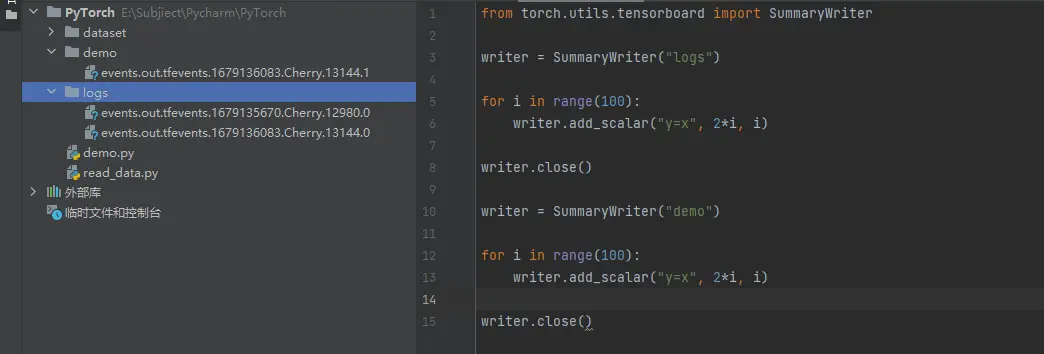 PyTorch E:\Subject\Pycharm\PyTorch
dataset
demo
events.out.tfevents.1679136083.Cherry.13144.1
logs
events.out.tfevents.1679135670.Cherry.12980.0
events.out.tfevents.1679136083.Cherry.13144.0
demo.py
read_data.py
外部库
临时文件和控制台
1 from torch.utils.tensorboard import SummaryWriter
2
3 writer = SummaryWriter("logs")
4
5 for i in range(100):
6 writer.add_scalar("y=x", 2*i, i)
7
8 writer.close()
9
10 writer = SummaryWriter("demo")
11
12 for i in range(100):
13 writer.add_scalar("y=x", 2*i, i)
14
15 writer.close()